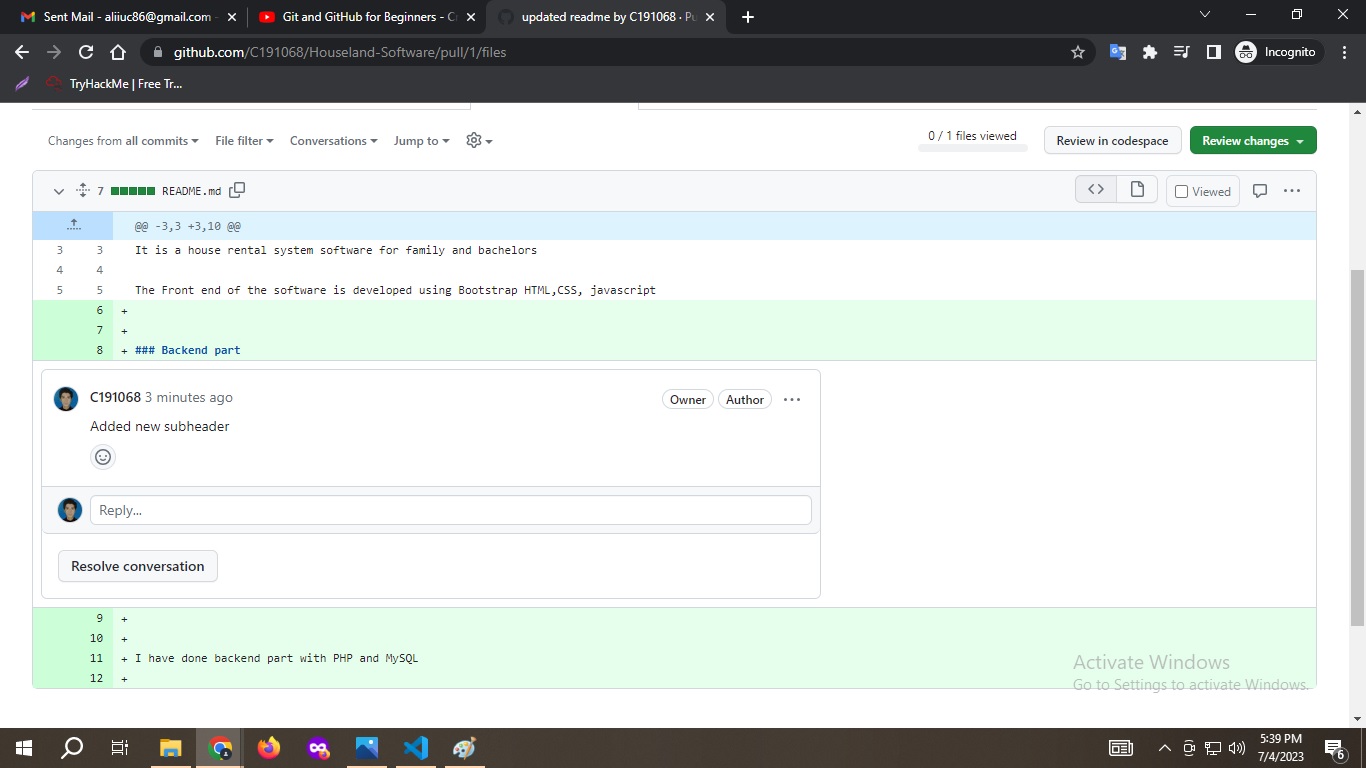 Sent Mail - aliiuc86@gmail.com -
Git and GitHub for Beginners - Cr
updated readme by C191068 · Pu
github.com/C191068/Houseland-Software/pull/1/files
Incognito
TryHackMe | Free Tr...
Changes from all commits
File filter
Conversations
Jump to
0 / 1 files viewed
Review in codespace
Review changes
7 README.md
Viewed
@@ -3,3 +3,10 @@
3 3 It is a house rental system software for family and bachelors
4 4
5 5 The Front end of the software is developed using Bootstrap HTML,CSS, javascript
6 +
7 +
8 + ### Backend part
C191068 3 minutes ago
Owner
Author
Added new subheader
Reply...
Resolve conversation
9 +
10 +
11 + I have done backend part with PHP and MySQL
12 +
Activate Windows
Go to Settings to activate Windows.
5:39 PM
7/4/2023
6